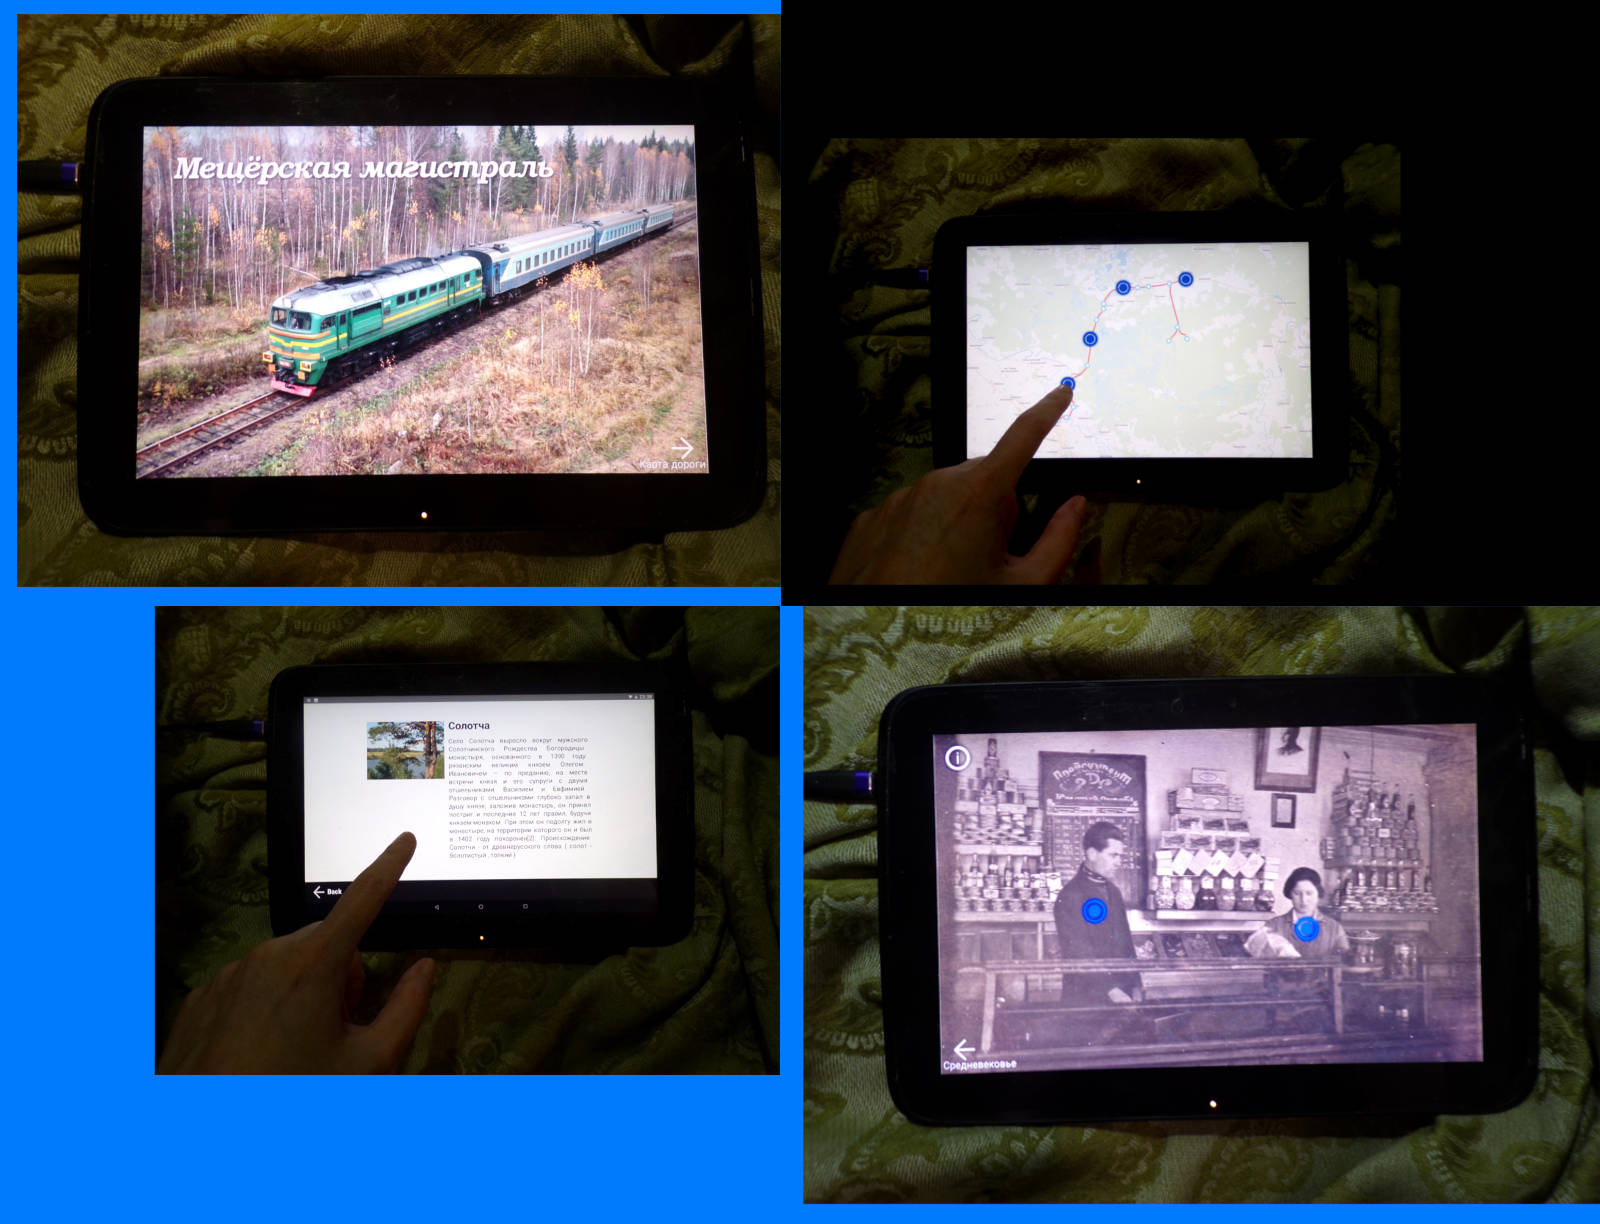 Мещёрская магистраль
Карта дороги
Солотча
Село Солотча выросло вокруг мужского
Солотчинского Рождества Богородицы
монастыря, основанного в 1390 году
рязанским великим князем Олегом
Ивановичем – по преданию, на месте
встречи князя и его супруги с двумя
отшельниками, Василием и Евфимией.
Разговор с отшельниками глубоко запал в
душу князя, заложив монастырь, он принял
постриг и последние 12 лет правил, будучи
князем-монахом. При этом он подолгу жил в
монастыре, на территории которого он и был
в 1402 году похоронен[2]. Происхождение
Солотчи - от древнерусского слова ( солот -
болотистый , топкий )
Back
Прейскурант
Средневековье